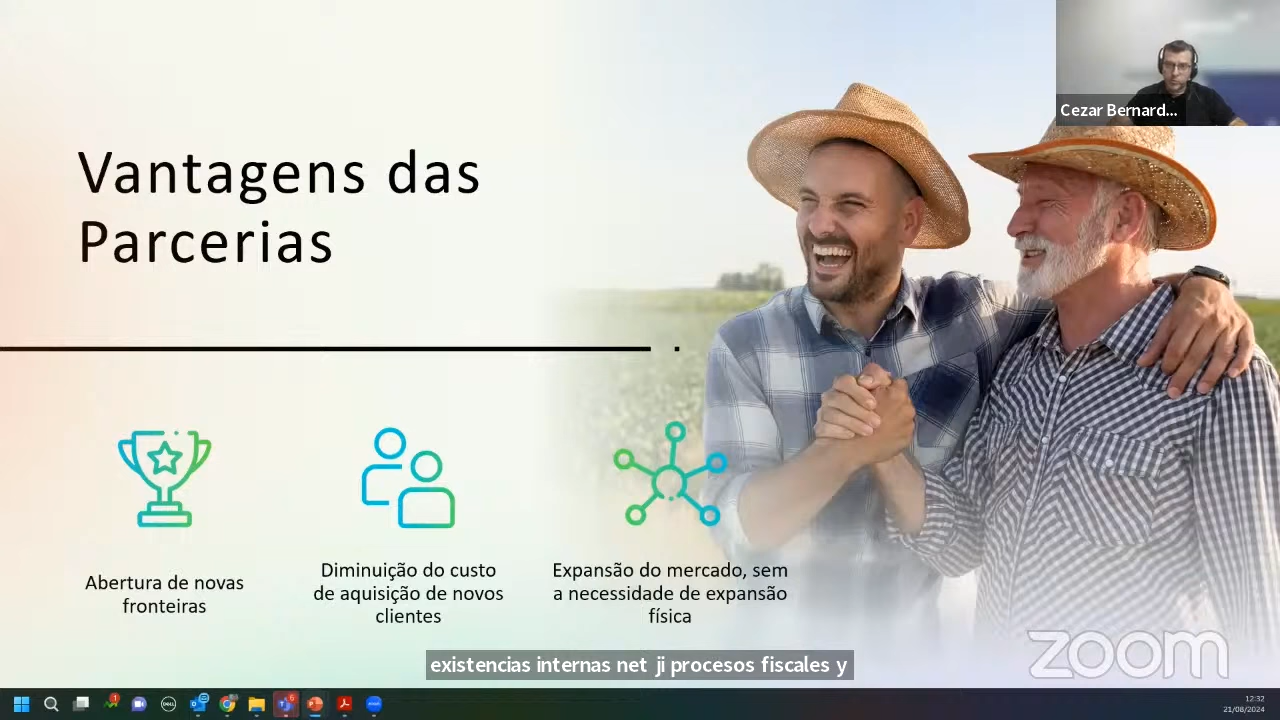 Cezar Bernard...
Vantagens das
Parcerias
Abertura de novas
fronteiras
Diminuição do custo
de aquisição de novos
clientes
Expansão do mercado, sem
a necessidade de expansão
física
zoom
existencias internas net ji procesos fiscales y
12:32
21/08/2024